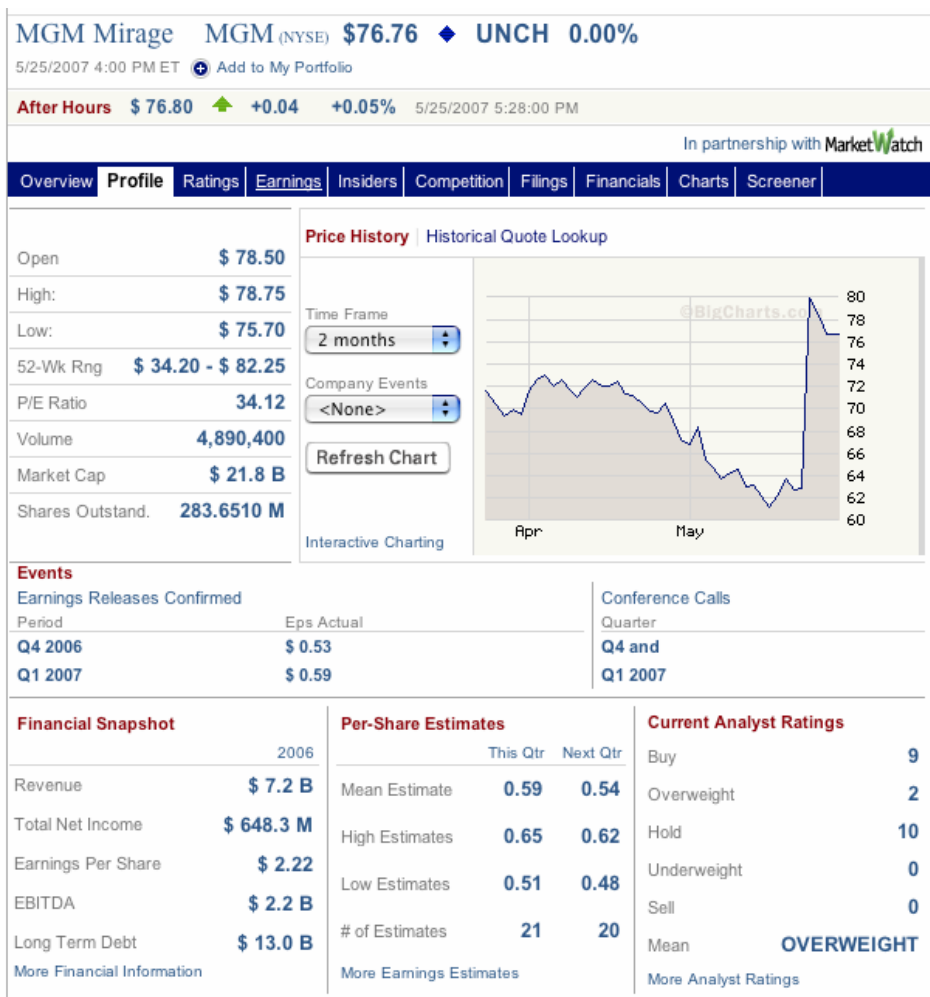 MGM Mirage MGM (NYSE) $76.76 UNCH 0.00%
5/25/2007 4:00 PM ET Add to My Portfolio
After Hours $ 76.80 +0.04 +0.05% 5/25/2007 5:28:00 PM
In partnership with MarketWatch
Overview Profile Ratings Earnings Insiders Competition Filings Financials Charts Screener
Price History Historical Quote Lookup
Open $ 78.50
High: $ 78.75
Low: $ 75.70
52-Wk Rng $ 34.20 - $ 82.25
P/E Ratio 34.12
Volume 4,890,400
Market Cap $ 21.8 B
Shares Outstand. 283.6510 M
Time Frame
2 months
Company Events
<None>
Refresh Chart
Interactive Charting
©BigCharts.co
80
78
76
74
72
70
68
66
64
62
60
Apr May
Events
Earnings Releases Confirmed
Period Eps Actual
Q4 2006 $ 0.53
Q1 2007 $ 0.59
Conference Calls
Quarter
Q4 and
Q1 2007
Financial Snapshot
2006
Revenue $ 7.2 B
Total Net Income $ 648.3 M
Earnings Per Share $ 2.22
EBITDA $ 2.2 B
Long Term Debt $ 13.0 B
More Financial Information
Per-Share Estimates
This Qtr Next Qtr
Mean Estimate 0.59 0.54
High Estimates 0.65 0.62
Low Estimates 0.51 0.48
# of Estimates 21 20
More Earnings Estimates
Current Analyst Ratings
Buy 9
Overweight 2
Hold 10
Underweight 0
Sell 0
Mean OVERWEIGHT
More Analyst Ratings